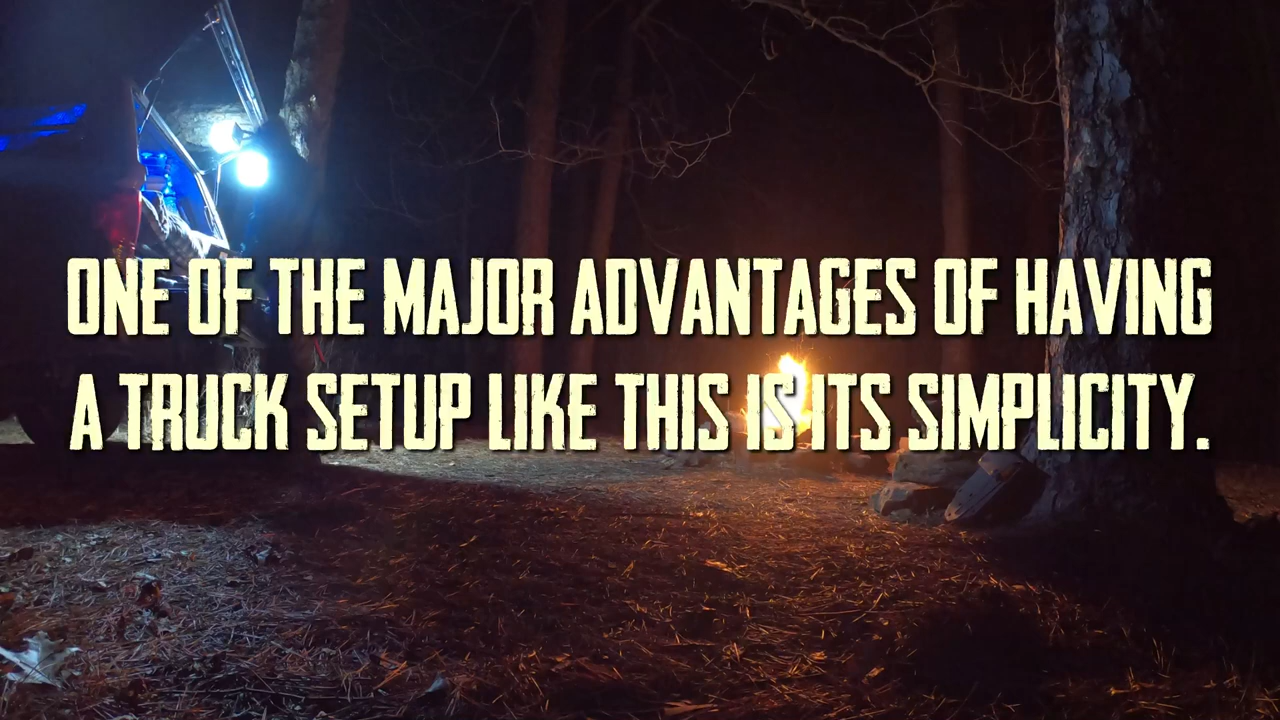 ONE OF THE MAJOR ADVANTAGES OF HAVING
A TRUCK SETUP LIKE THIS IS ITS SIMPLICITY.